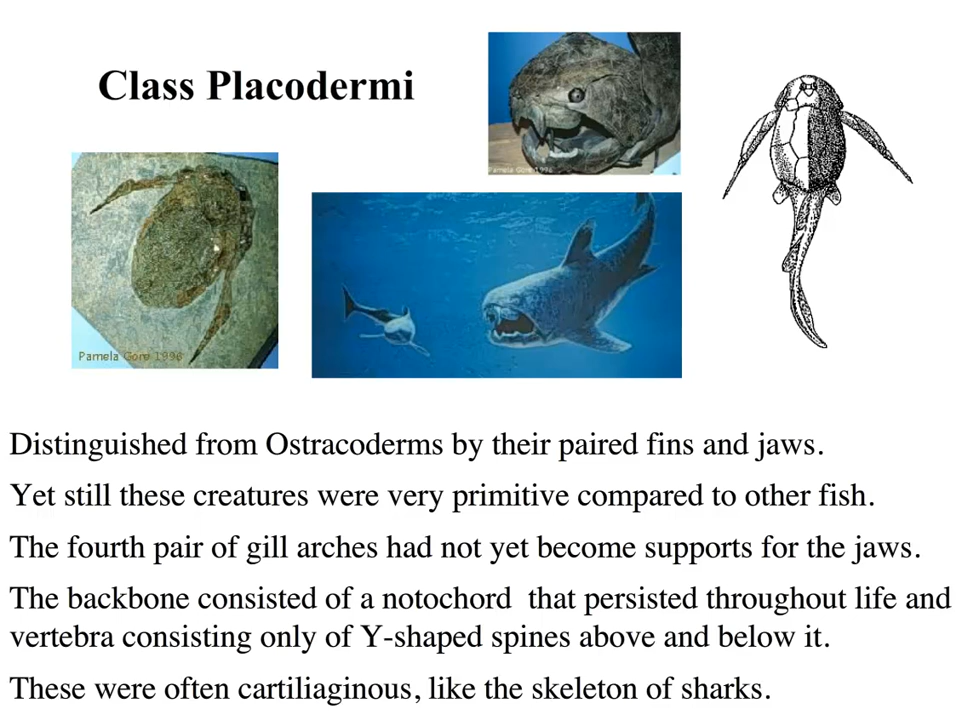 Class Placodermi
Pamela Gore 1996
Distinguished from Ostracoderms by their paired fins and jaws.
Yet still these creatures were very primitive compared to other fish.
The fourth pair of gill arches had not yet become supports for the jaws.
The backbone consisted of a notochord that persisted throughout life and
vertebra consisting only of Y-shaped spines above and below it.
These were often cartiliaginous, like the skeleton of sharks.